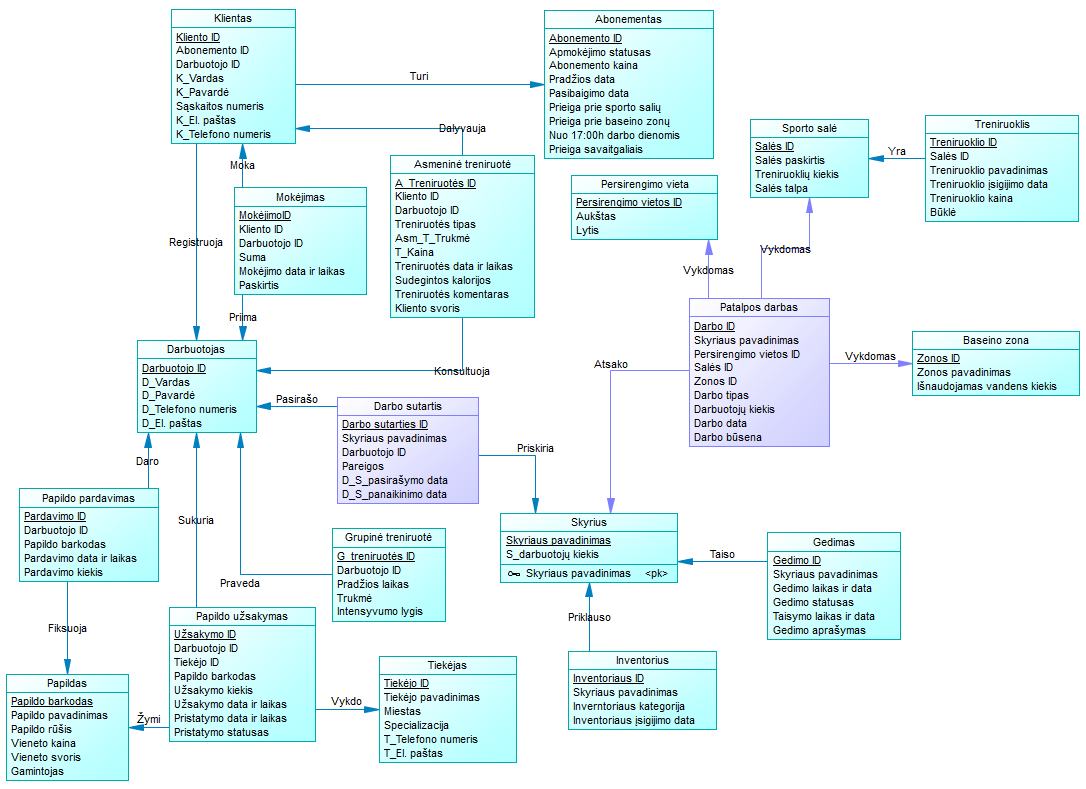 Klientas
Kliento ID
Abonemento ID
Darbuotojo ID
K_Vardas
K_Pavardė
Sąskaitos numeris
K_El. paštas
K_Telefono numeris
Turi
Abonementas
Abonemento ID
Apmokėjimo statusas
Abonemento kaina
Pradžios data
Pasibaigimo data
Prieiga prie sporto salių
Prieiga prie baseino zonų
Nuo 17:00h darbo dienomis
Prieiga savaitgaliais
Dalyvauja
Moka
Asmeninė treniruotė
A_Treniruotės ID
Kliento ID
Darbuotojo ID
Treniruotės tipas
Asm_T_Trukmė
T_Kaina
Treniruotės data ir laikas
Sudegintos kalorijos
Treniruotės komentaras
Kliento svoris
Persirengimo vieta
Persirengimo vietos ID
Aukštas
Lytis
Sporto salė
Salės ID
Salės paskirtis
Treniruoklių kiekis
Salės talpa
Yra
Treniruoklis
Treniruoklio ID
Salės ID
Treniruoklio pavadinimas
Treniruoklio įsigijimo data
Treniruoklio kaina
Būklė
Mokėjimas
MokėjimoID
Kliento ID
Darbuotojo ID
Suma
Mokėjimo data ir laikas
Paskirtis
Registruoja
Prima
Vykdomas
Vykdomas
Patalpos darbas
Darbo ID
Skyriaus pavadinimas
Persirengimo vietos ID
Salės ID
Zonos ID
Darbo tipas
Darbuotojų kiekis
Darbo data
Darbo būsena
Vykdomas
Baseino zona
Zonos ID
Zonos pavadinimas
Išnaudojamas vandens kiekis
Darbuotojas
Darbuotojo ID
D_Vardas
D_Pavardė
D_Telefono numeris
D_El. paštas
Konsultuoja
Atsako
Pasirašo
Darbo sutartis
Darbo sutarties ID
Skyriaus pavadinimas
Darbuotojo ID
Pareigos
D_S_pasirašymo data
D_S_panaikinimo data
Priskiria
Daro
Papildo pardavimas
Pardavimo ID
Darbuotojo ID
Papildo barkodas
Pardavimo data ir laikas
Pardavimo kiekis
Sukuria
Praveda
Grupinė treniruotė
G_treniruotės ID
Darbuotojo ID
Pradžios laikas
Trukmė
Intensyvumo lygis
Skyrius
Skyriaus pavadinimas
S_darbuotojų kiekis
Skyriaus pavadinimas <pk>
Taiso
Gedimas
Gedimo ID
Skyriaus pavadinimas
Gedimo laikas ir data
Gedimo statusas
Taisymo laikas ir data
Gedimo aprašymas
Priklauso
Fiksuoja
Papildo užsakymas
Užsakymo ID
Darbuotojo ID
Tiekėjo ID
Papildo barkodas
Užsakymo kiekis
Užsakymo data ir laikas
Pristatymo data ir laikas
Pristatymo statusas
Vykdo
Tiekėjas
Tiekėjo ID
Tiekėjo pavadinimas
Miestas
Specializacija
T_Telefono numeris
T_El. paštas
Inventorius
Inventoriaus ID
Skyriaus pavadinimas
Inverntoriaus kategorija
Inventoriaus įsigijimo data
Papildas
Papildo barkodas
Papildo pavadinimas
Papildo rūšis
Vieneto kaina
Vieneto svoris
Gamintojas
Žymi